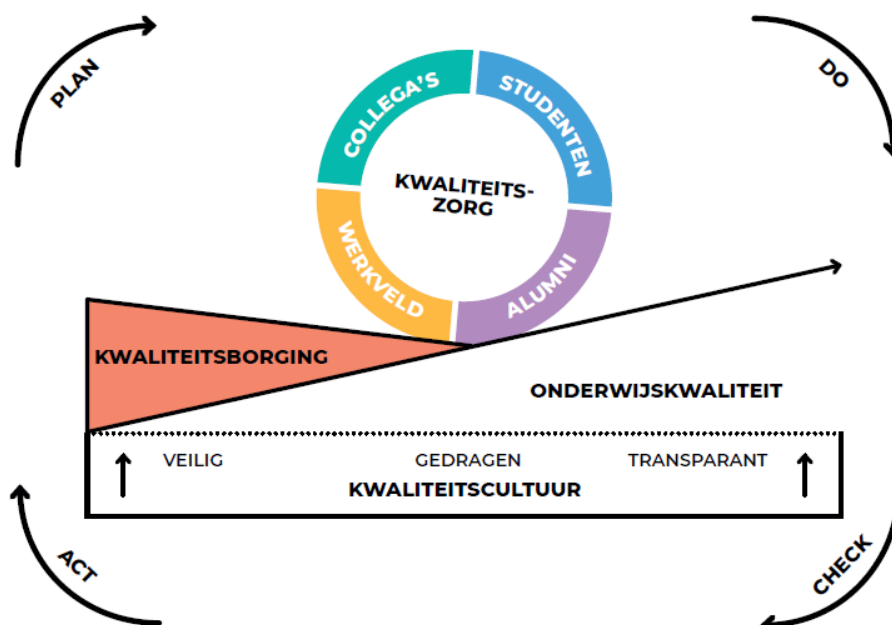 PLAN
DO
COLLEGA'S
STUDENTEN
KWALITEITS-
ZORG
WERKVELD
ALUMNI
KWALITEITSBORGING
ONDERWIJSKWALITEIT
VEILIG
GEDRAGEN
TRANSPARANT
KWALITEITSCULTUUR
ACT
CHECK